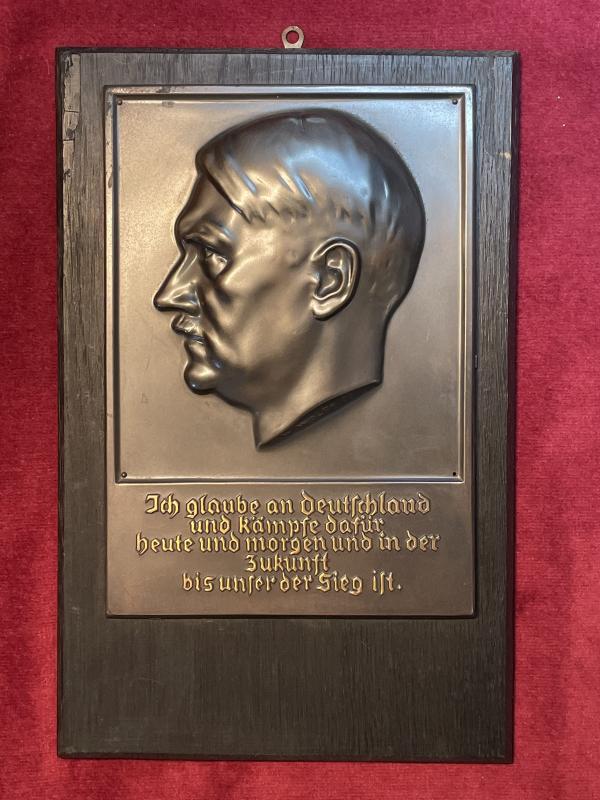 Ich glaube an deutschland
und kämpfe dafür
heute und morgen und in der
Zukunft
bis unser der Sieg ist.